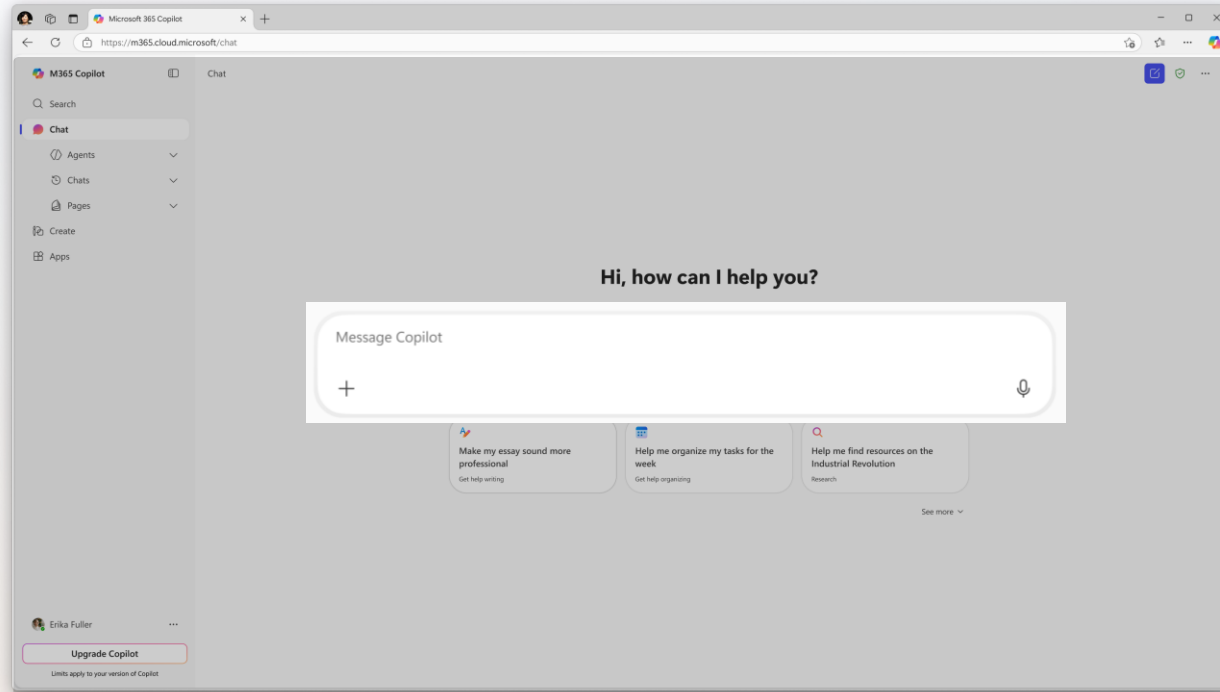 Microsoft 365 Copilot
https://m365.cloud.microsoft/chat
M365 Copilot
Chat
Search
Chat
Agents
Chats
Pages
Create
Apps
Hi, how can I help you?
Message Copilot
Make my essay sound more
professional
Get help writing
Help me organize my tasks for the
week
Get help organizing
Help me find resources on the
Industrial Revolution
Research
See more
Erika Fuller
Upgrade Copilot
Limits apply to your version of Copilot